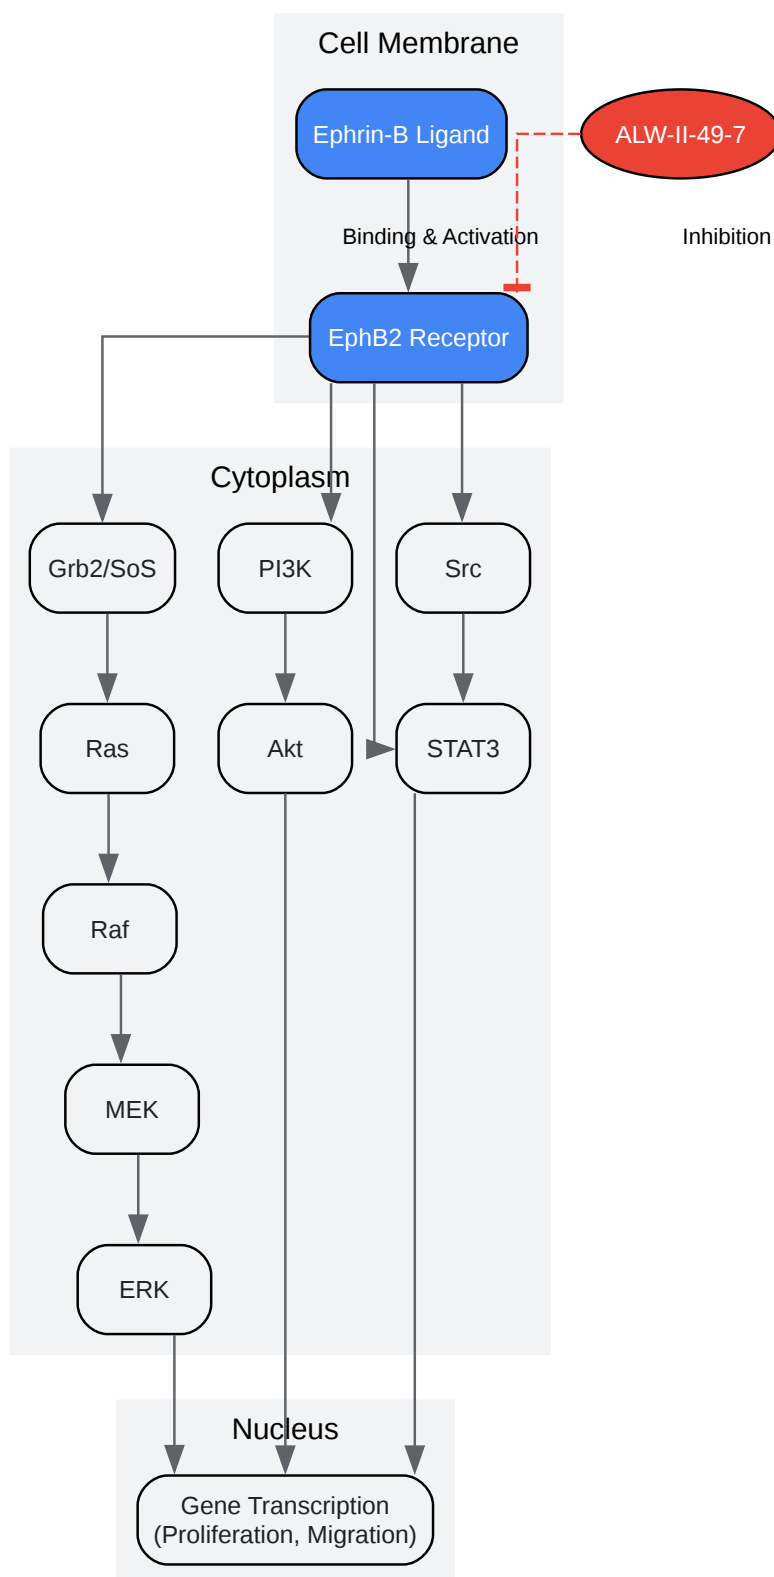 Cell Membrane
Ephrin-B Ligand
ALW-II-49-7
Binding & Activation
Inhibition
EphB2 Receptor
Cytoplasm
Grb2/SoS
PI3K
Src
Ras
Akt
STAT3
Raf
MEK
ERK
Nucleus
Gene Transcription
(Proliferation, Migration)